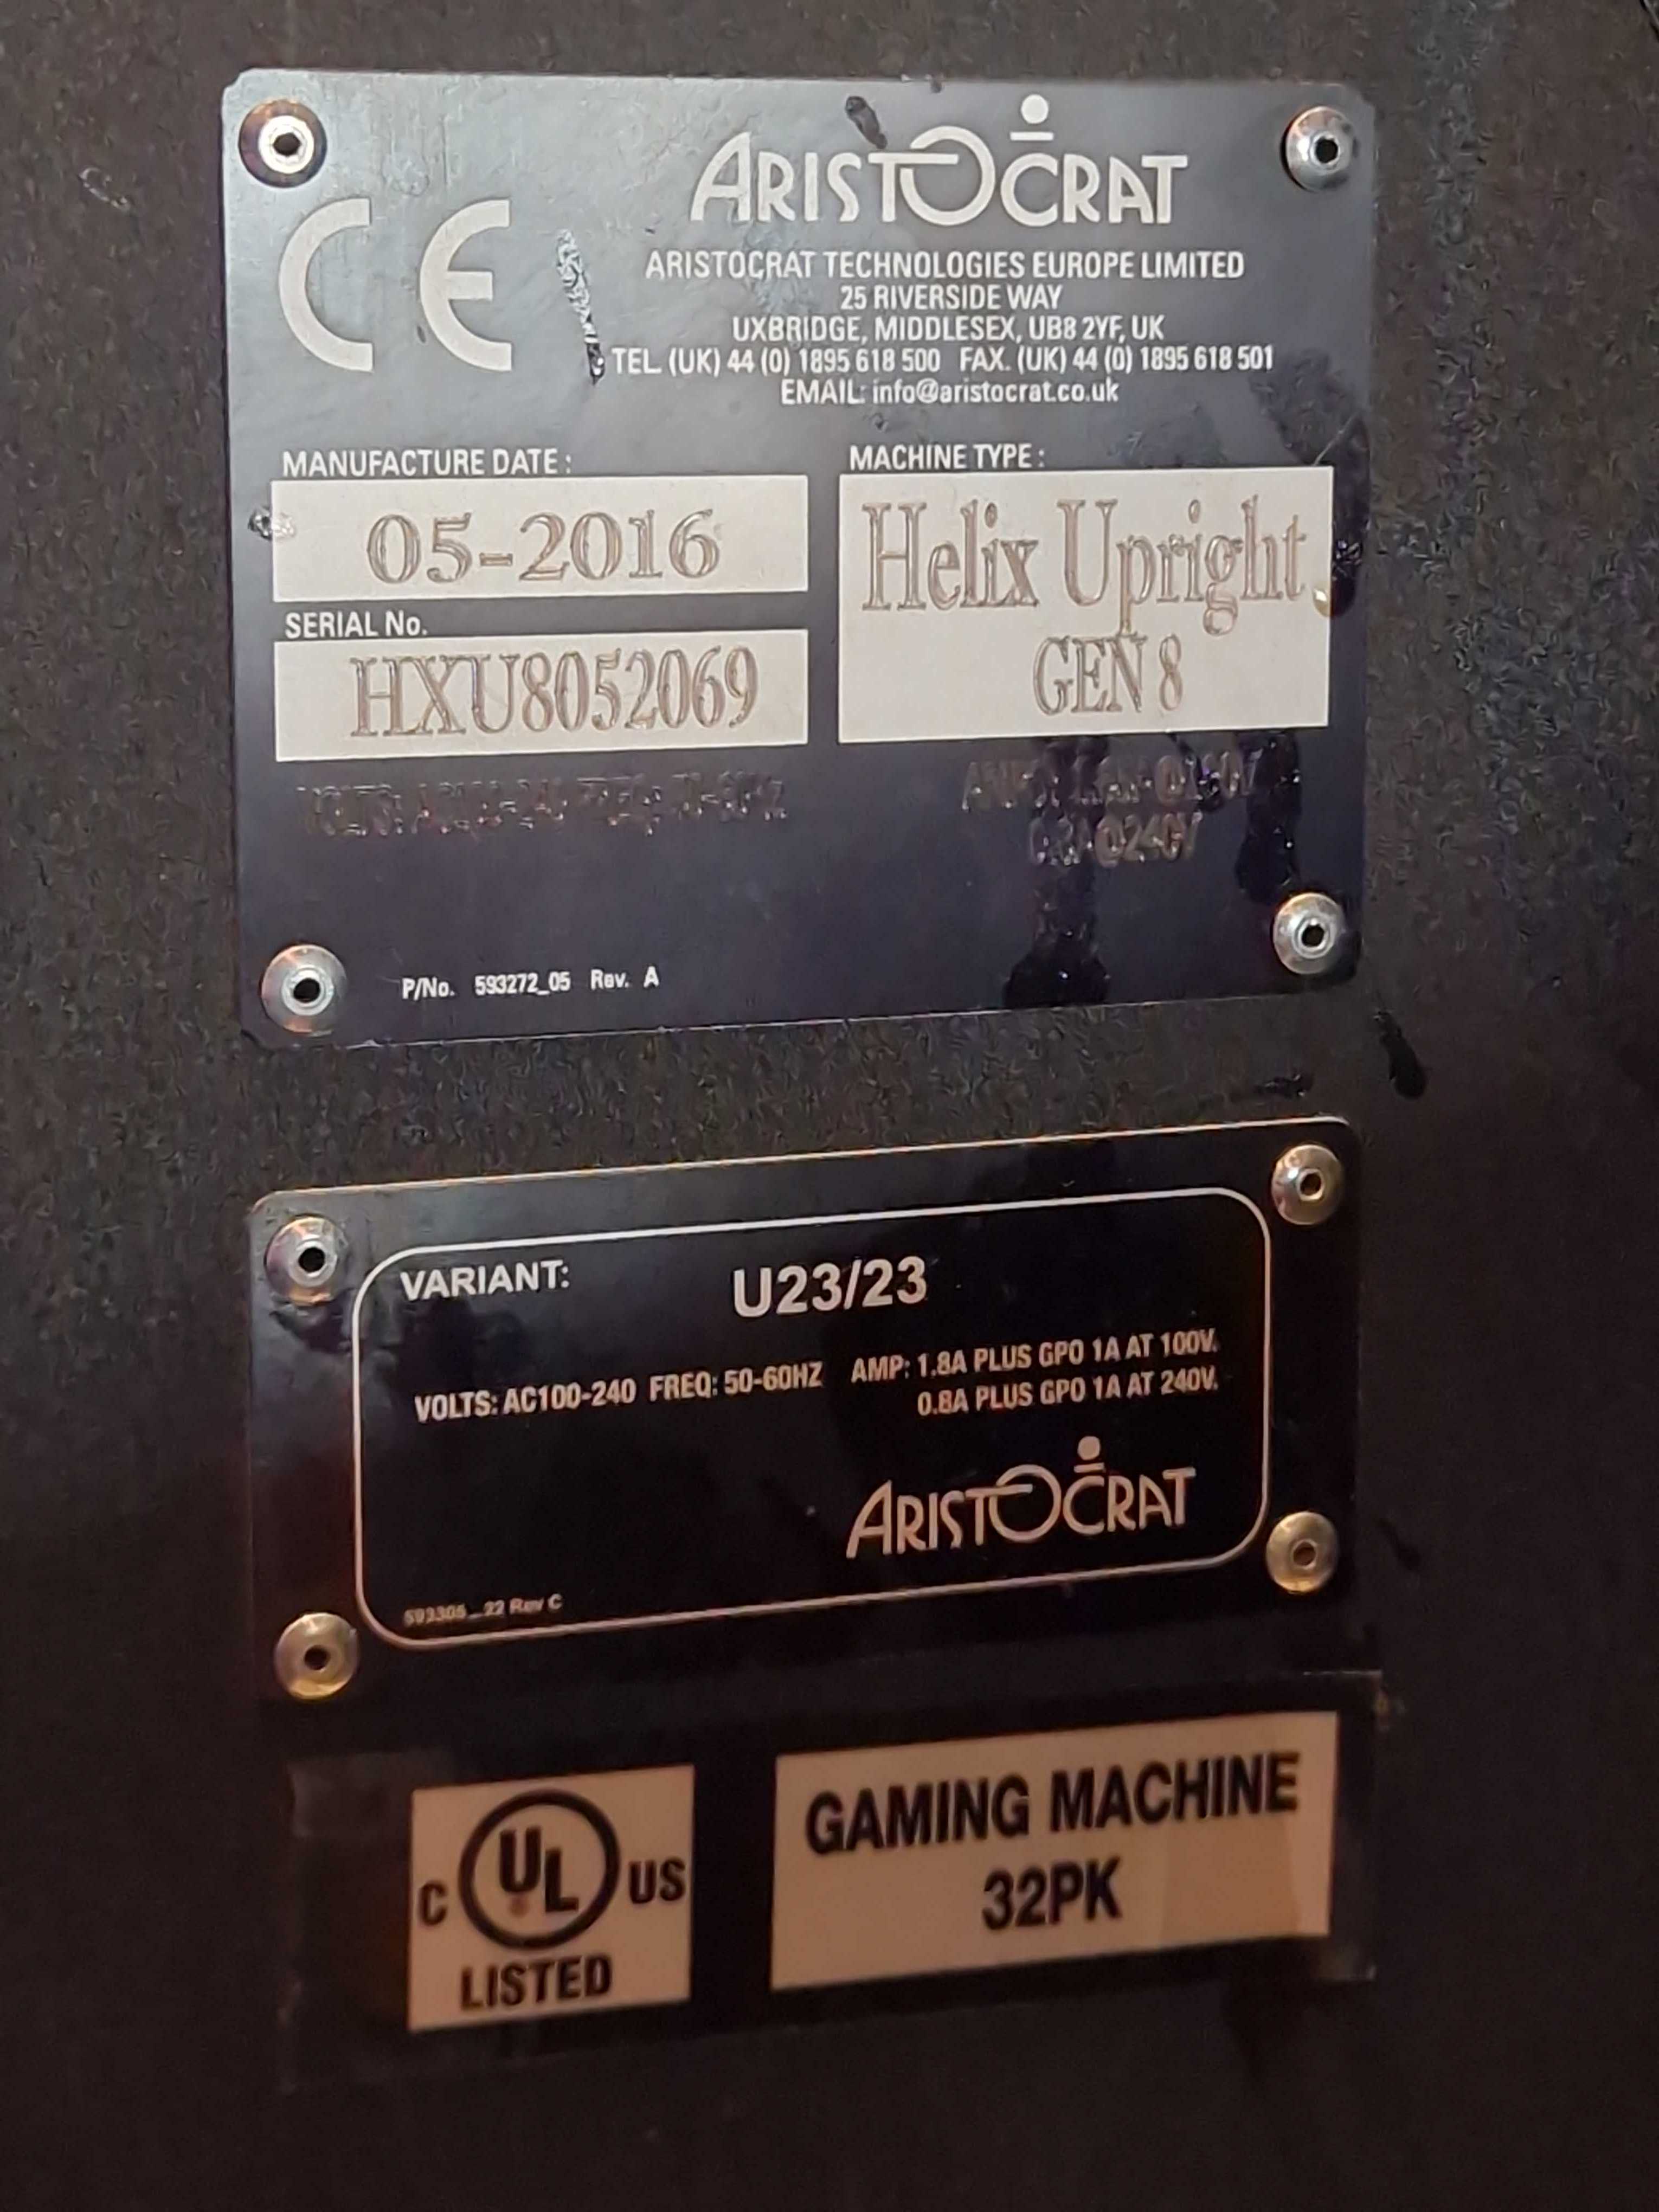 CE
ARISTOCRAT
ARISTOCRAT TECHNOLOGIES EUROPE LIMITED
25 RIVERSIDE WAY
UXBRIDGE, MIDDLESEX, UB8 2YF, UK
TEL. (UK) 44 (0) 1895 618 500 FAX. (UK) 44 (0) 1895 618 501
EMAIL: info@aristocrat.co.uk
MANUFACTURE DATE :
05-2016
MACHINE TYPE :
Helix Upright
GEN 8
SERIAL No.
HXU8052069
P/No. 593272_05 Rev. A
VARIANT: U23/23
VOLTS: AC100-240 FREQ: 50-60HZ AMP: 1.8A PLUS GPO 1A AT 100V.
0.8A PLUS GPO 1A AT 240V.
ARISTOCRAT
593305_22 Rev C
C UL US
LISTED
GAMING MACHINE
32PK